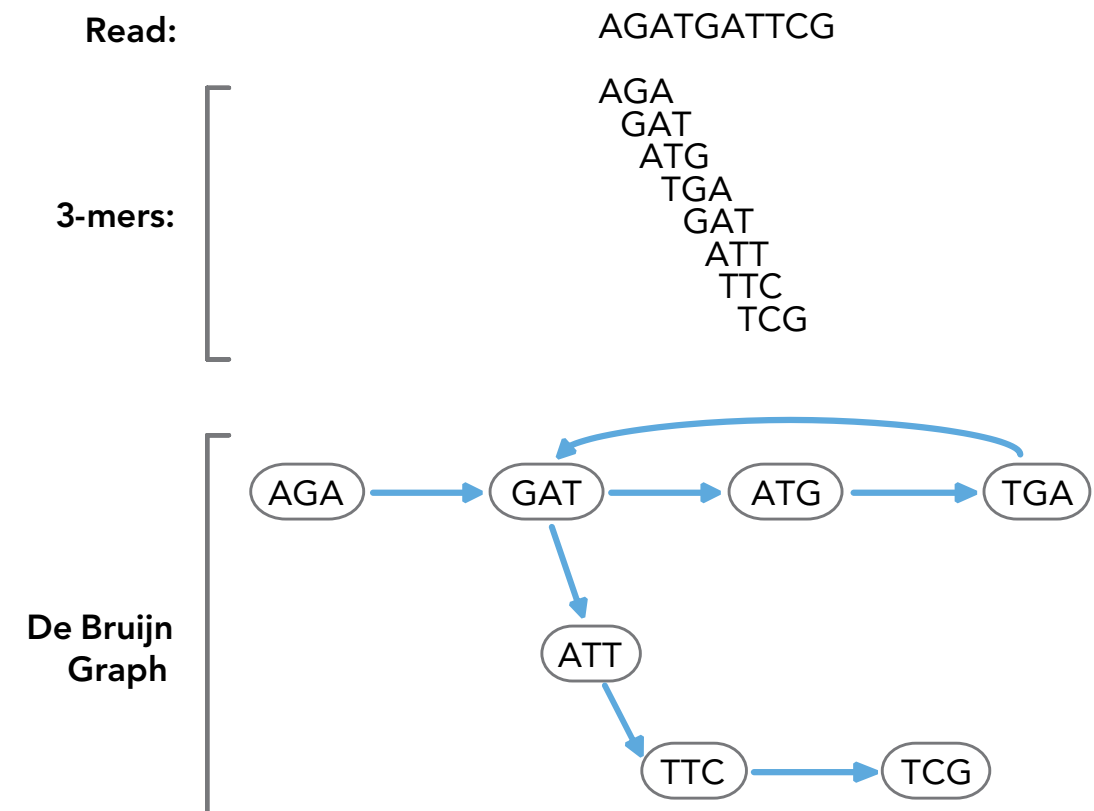 Read: AGATGATTCG
AGA
GAT
ATG
TGA
3-mers: GAT
ATT
TTC
TCG
AGA GAT ATG TGA
De Bruijn
Graph
ATT
TTC TCG